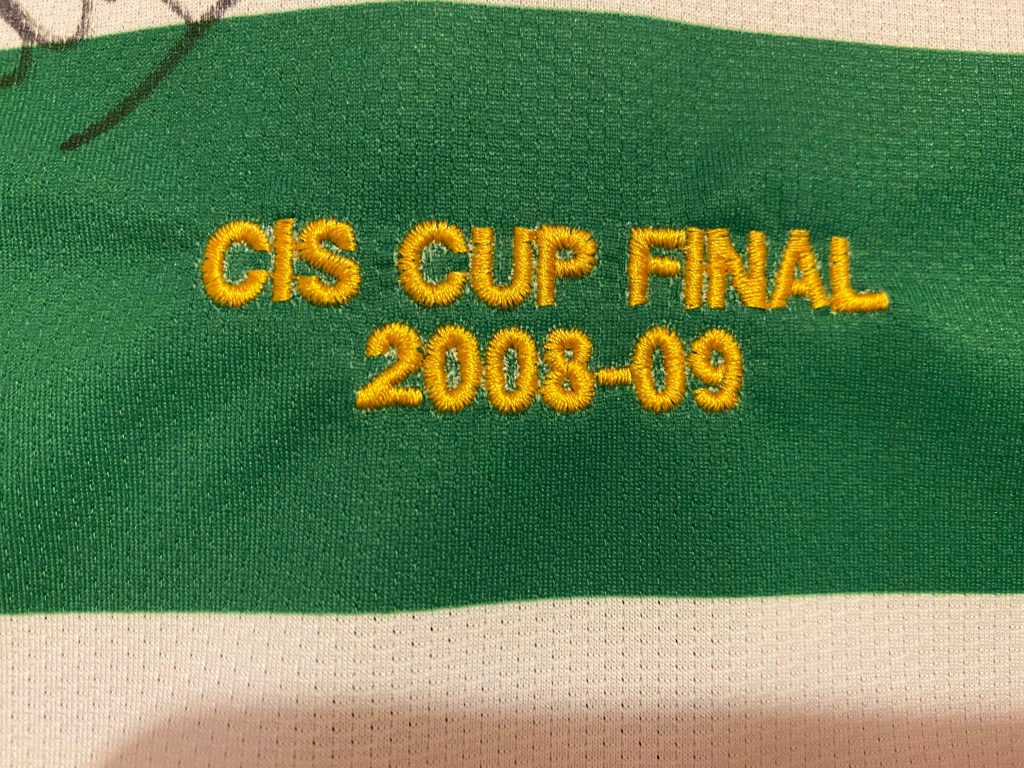 CIS CUP FINAL
2008-09